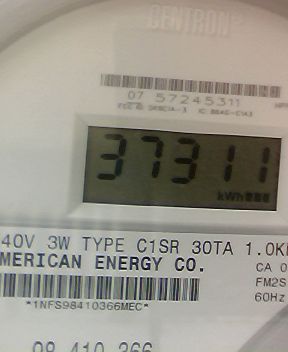 CENTRON
07 57245311
37311
kWh
40V 3W TYPE C1SR 30TA 1.0K
MERICAN ENERGY CO.
CA 0
FM2S
*1NFS98410366MEC*
60Hz
98 410 366